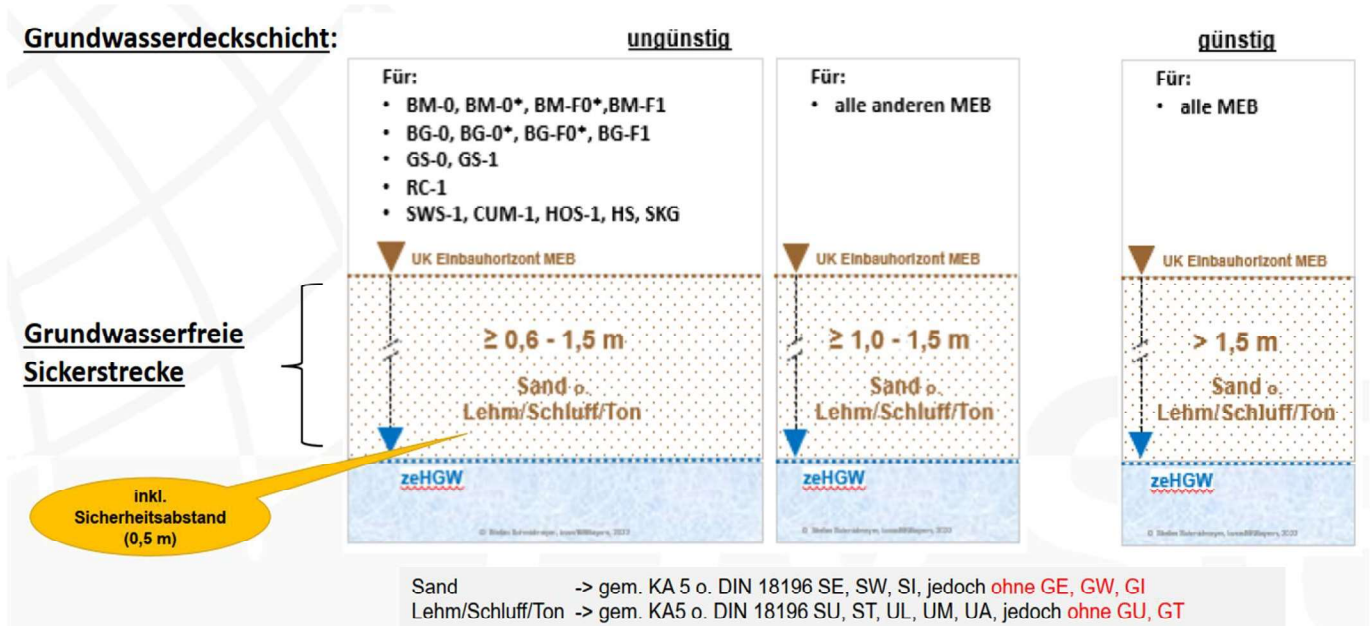 Grundwasserdeckschicht:
ungünstig
günstig
Für:
• BM-0, BM-0*, BM-F0*,BM-F1
• BG-0, BG-0*, BG-F0*, BG-F1
• GS-0, GS-1
• RC-1
• SWS-1, CUM-1, HOS-1, HS, SKG
UK Einbauhorizont MEB
≥ 0,6 - 1,5 m
Sand o.
Lehm/Schluff/Ton
zeHGW
Für:
• alle anderen MEB
UK Einbauhorizont MEB
≥ 1,0 - 1,5 m
Sand o.
Lehm/Schluff/Ton
zeHGW
Für:
• alle MEB
UK Einbauhorizont MEB
> 1,5 m
Sand o.
Lehm/Schluff/Ton
zeHGW
Grundwasserfreie
Sickerstrecke
inkl.
Sicherheitsabstand
(0,5 m)
Sand -> gem. KA 5 o. DIN 18196 SE, SW, SI, jedoch ohne GE, GW, GI
Lehm/Schluff/Ton -> gem. KA5 o. DIN 18196 SU, ST, UL, UM, UA, jedoch ohne GU, GT